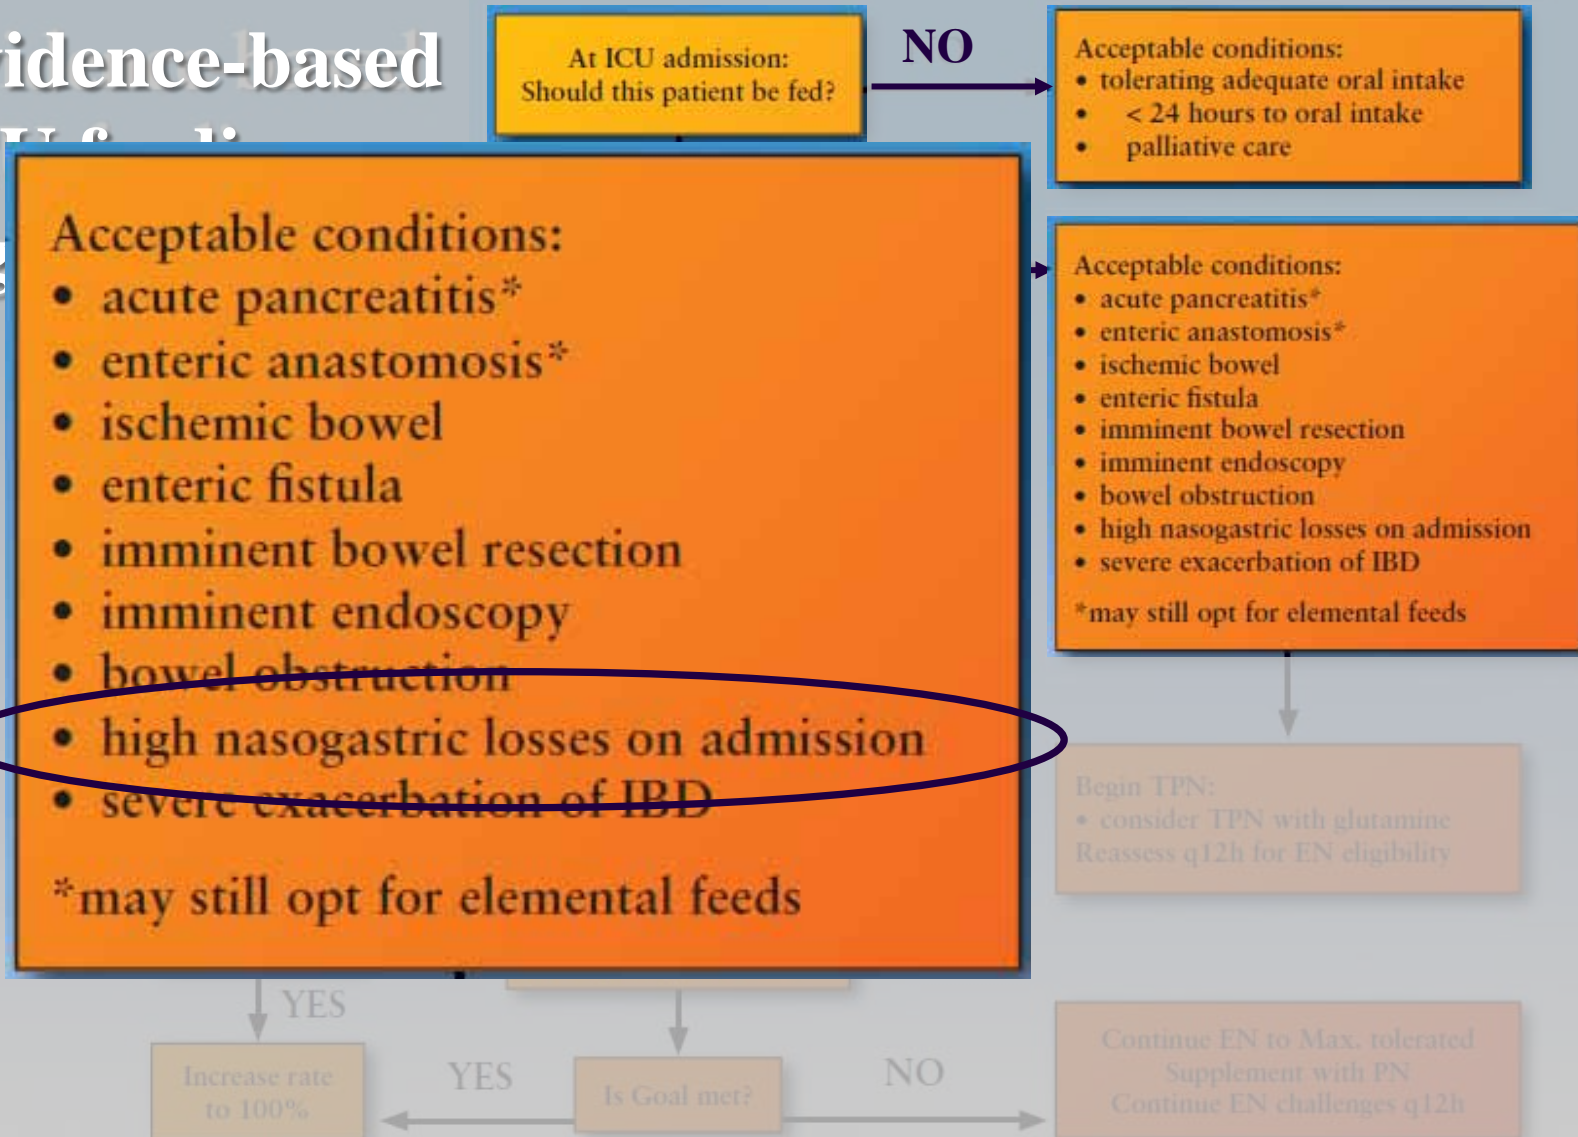 At ICU admission:
Should this patient be fed?
NO
Acceptable conditions:
• tolerating adequate oral intake
• < 24 hours to oral intake
• palliative care
Acceptable conditions:
• acute pancreatitis*
• enteric anastomosis*
• ischemic bowel
• enteric fistula
• imminent bowel resection
• imminent endoscopy
• bowel obstruction
• high nasogastric losses on admission
• severe exacerbation of IBD
*may still opt for elemental feeds
Acceptable conditions:
• acute pancreatitis*
• enteric anastomosis*
• ischemic bowel
• enteric fistula
• imminent bowel resection
• imminent endoscopy
• bowel obstruction
• high nasogastric losses on admission
• severe exacerbation of IBD
*may still opt for elemental feeds
Begin TPN:
• consider TPN with glutamine
Reassess q12h for EN eligibility
YES
Increase rate
to 100%
YES
Is Goal met?
NO
Continue EN to Max. tolerated
Supplement with PN
Continue EN challenges q12h